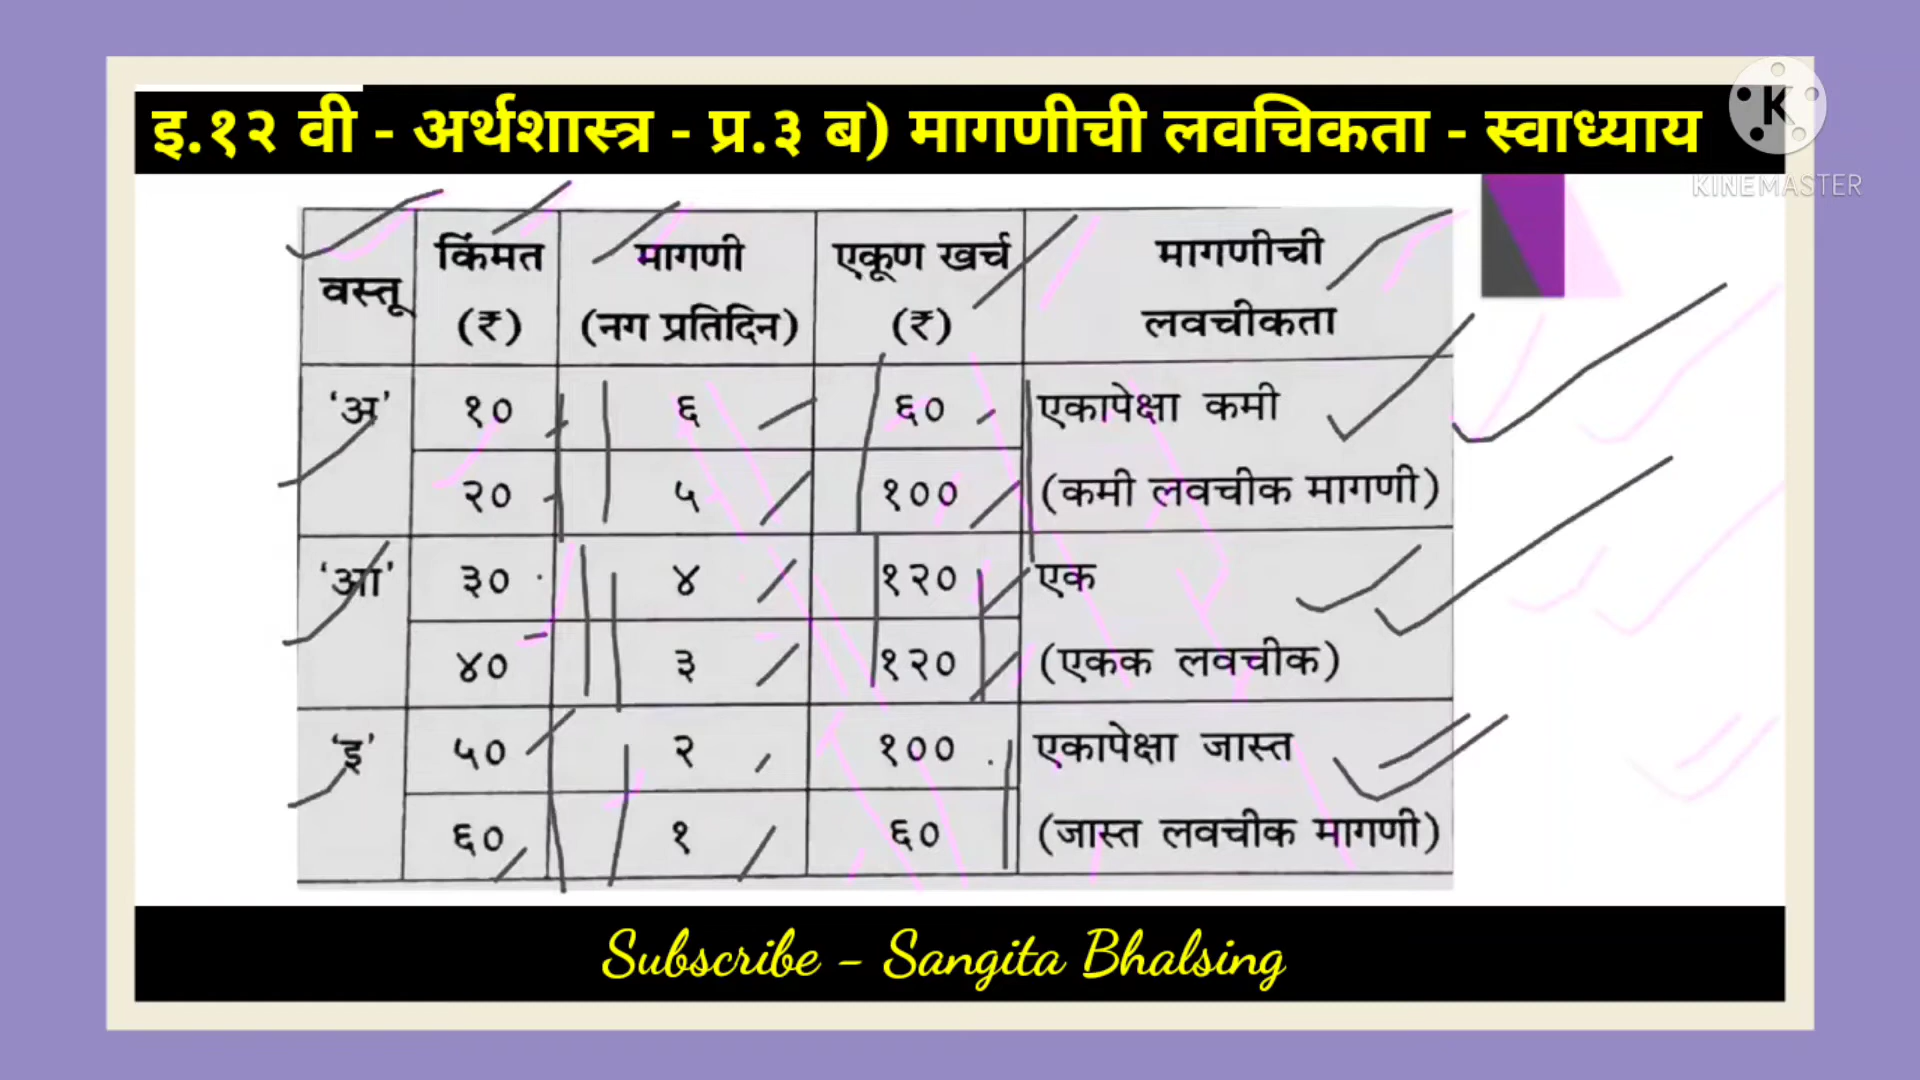 इ.१२ वी - अर्थशास्त्र - प्र.३ ब) मागणीची लवचिकता - स्वाध्याय
K
KINEMASTER
वस्तू किंमत (₹) मागणी (नग प्रतिदिन) एकूण खर्च (₹) मागणीची लवचीकता
'अ' १० ६ ६० एकापेक्षा कमी
२० ५ १०० (कमी लवचीक मागणी)
'आ' ३० ४ १२० एक
४० ३ १२० (एकक लवचीक)
'इ' ५० २ १०० एकापेक्षा जास्त
६० १ ६० (जास्त लवचीक मागणी)
Subscribe - Sangita Bhalsing